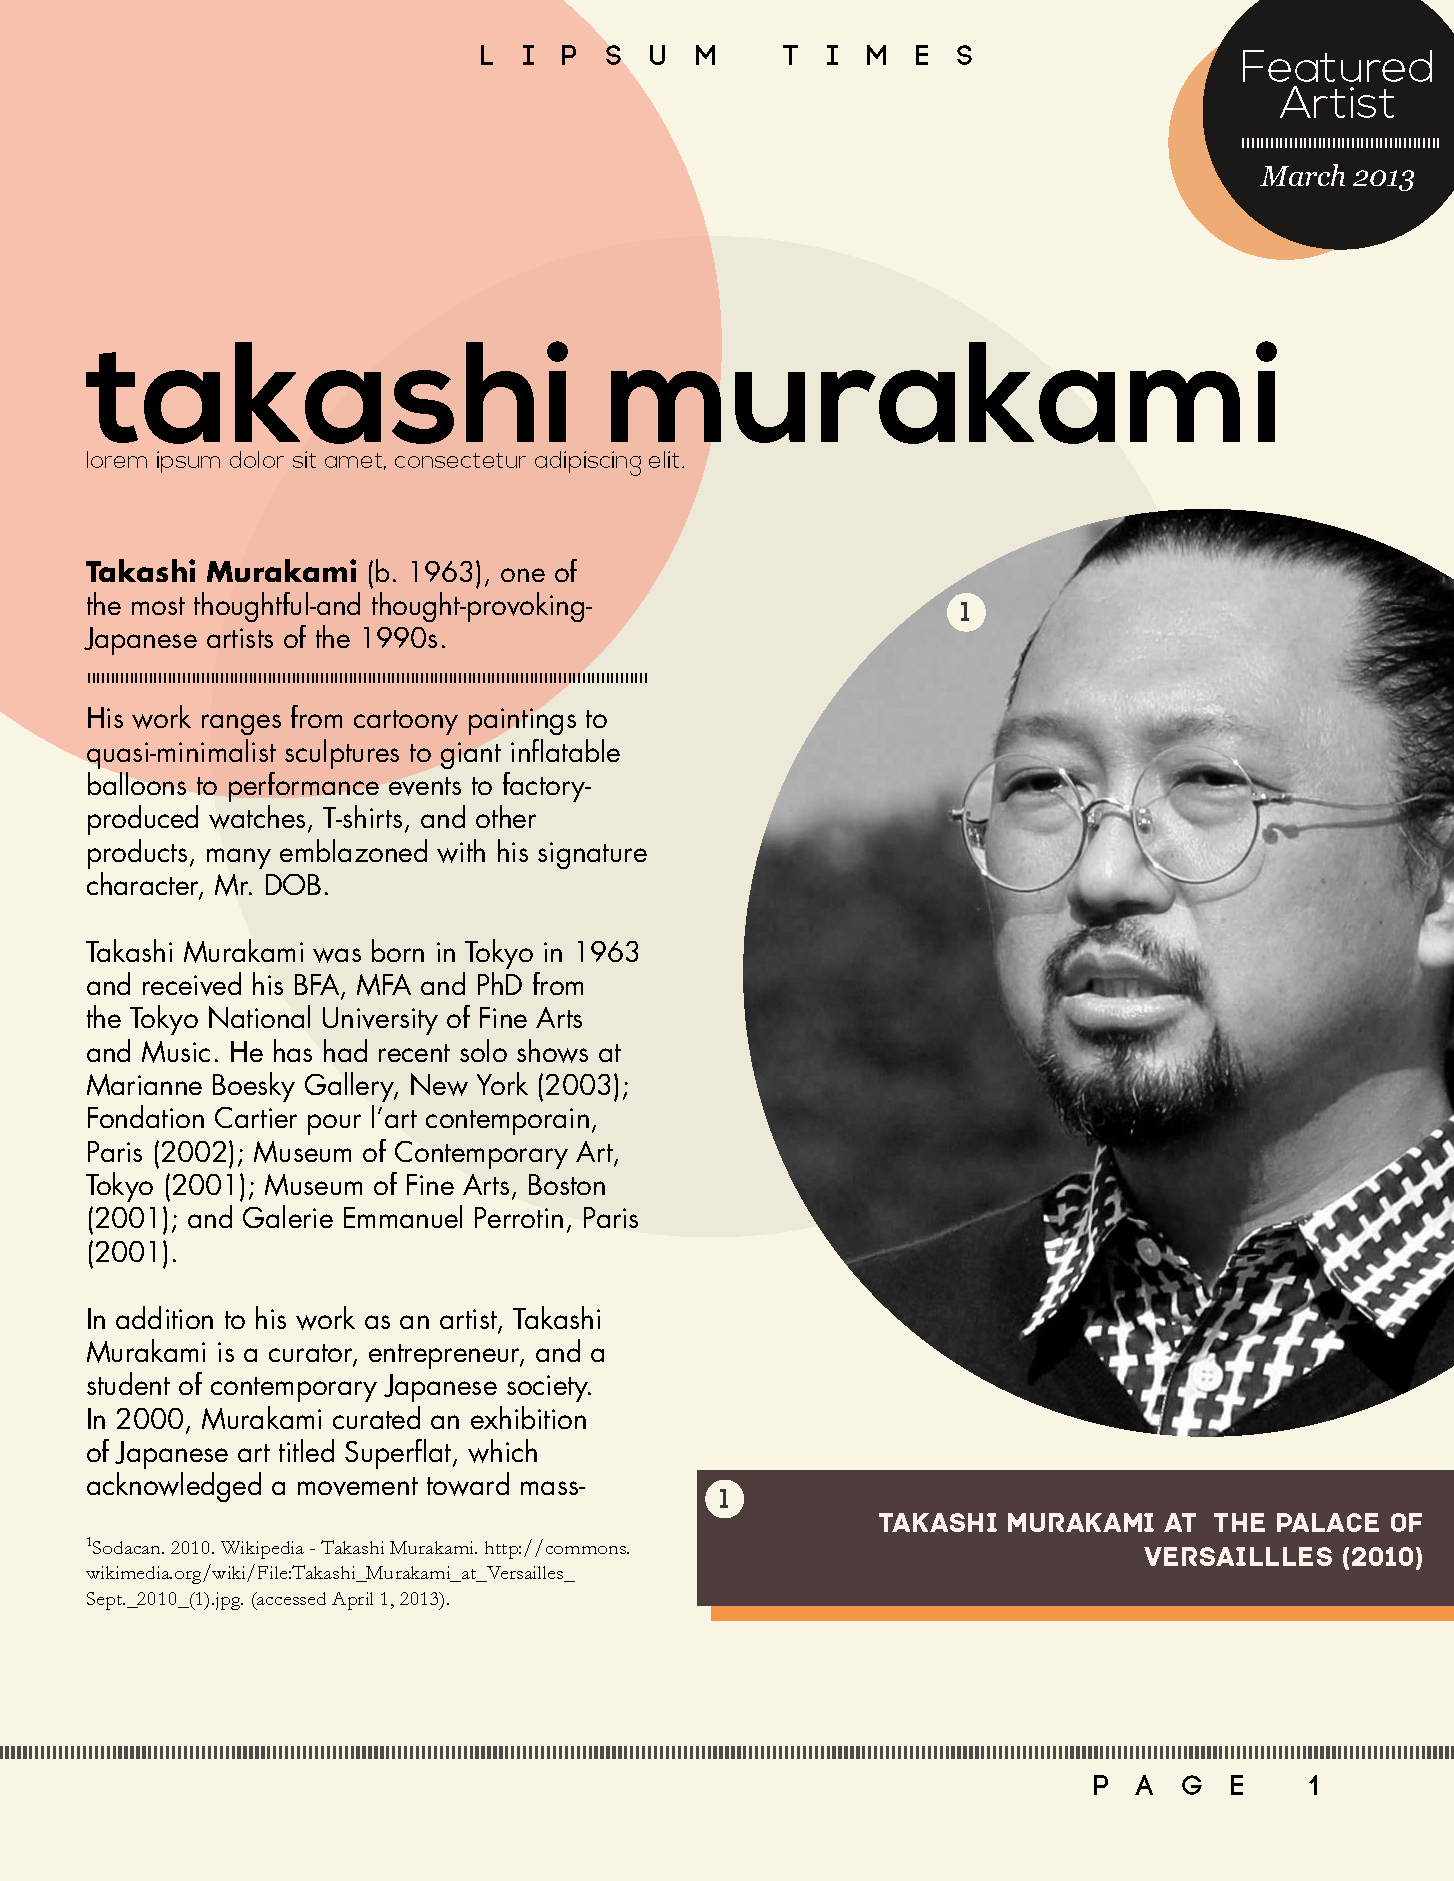 LIPSUM TIMES
Featured
Artist
March 2013
takashi murakami
lorem ipsum dolor sit amet, consectetur adipiscing elit.
Takashi Murakami (b. 1963), one of
the most thoughtful-and thought-provoking-
Japanese artists of the 1990s.
His work ranges from cartoony paintings to
quasi-minimalist sculptures to giant inflatable
balloons to performance events to factory-
produced watches, T-shirts, and other
products, many emblazoned with his signature
character, Mr. DOB.
Takashi Murakami was born in Tokyo in 1963
and received his BFA, MFA and PhD from
the Tokyo National University of Fine Arts
and Music. He has had recent solo shows at
Marianne Boesky Gallery, New York (2003);
Fondation Cartier pour l’art contemporain,
Paris (2002); Museum of Contemporary Art,
Tokyo (2001); Museum of Fine Arts, Boston
(2001); and Galerie Emmanuel Perrotin, Paris
(2001).
In addition to his work as an artist, Takashi
Murakami is a curator, entrepreneur, and a
student of contemporary Japanese society.
In 2000, Murakami curated an exhibition
of Japanese art titled Superflat, which
acknowledged a movement toward mass-
1Sodacan. 2010. Wikipedia - Takashi Murakami. http://commons.
wikimedia.org/wiki/File:Takashi_Murakami_at_Versailles_
Sept._2010_(1).jpg. (accessed April 1, 2013).
1
1
TAKASHI MURAKAMI AT THE PALACE OF
VERSAILLLES (2010)
PAGE 1